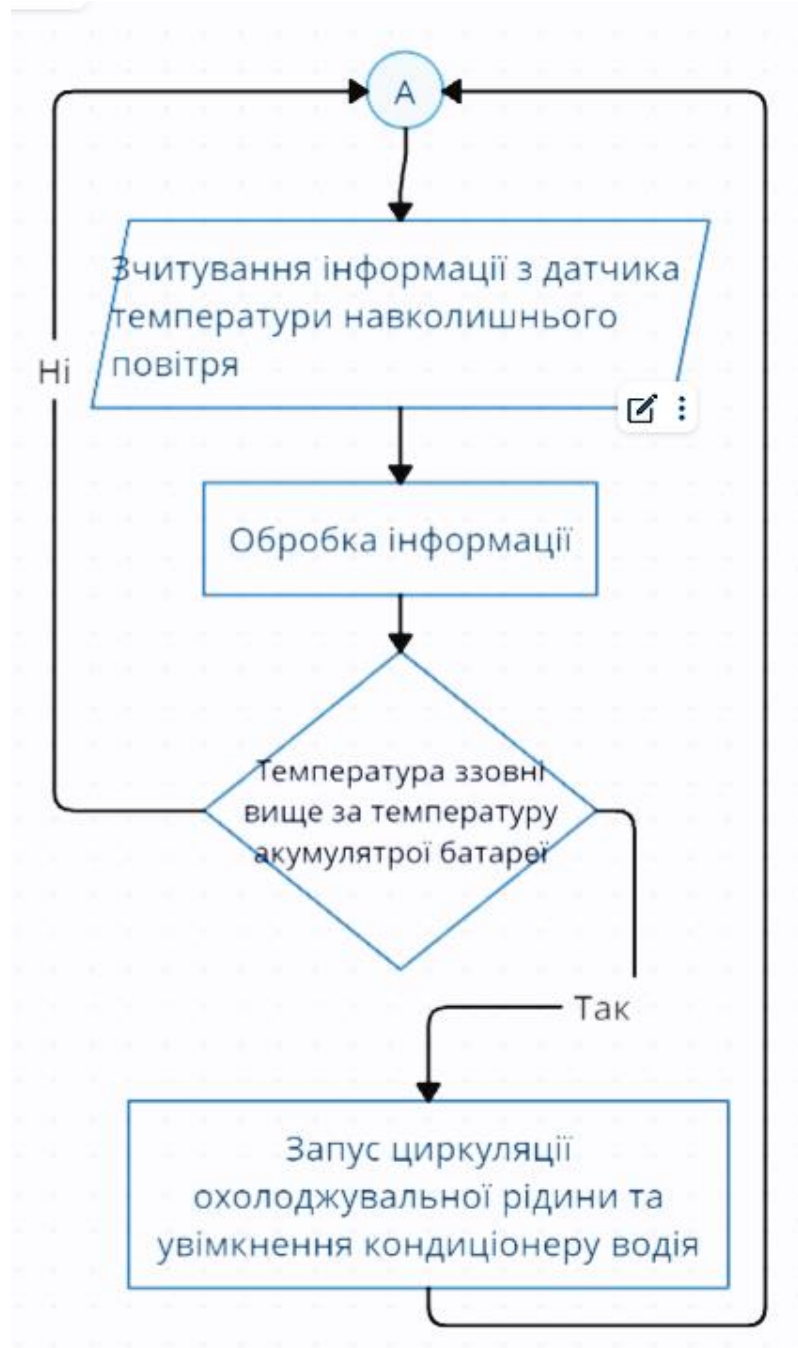 А
Зчитування інформації з датчика
температури навколишнього
повітря
Ні
Обробка інформації
Температура ззовні
вище за температуру
акумулятрої батареї
Так
Запус циркуляції
охолоджувальної рідини та
увімкнення кондиціонеру водія